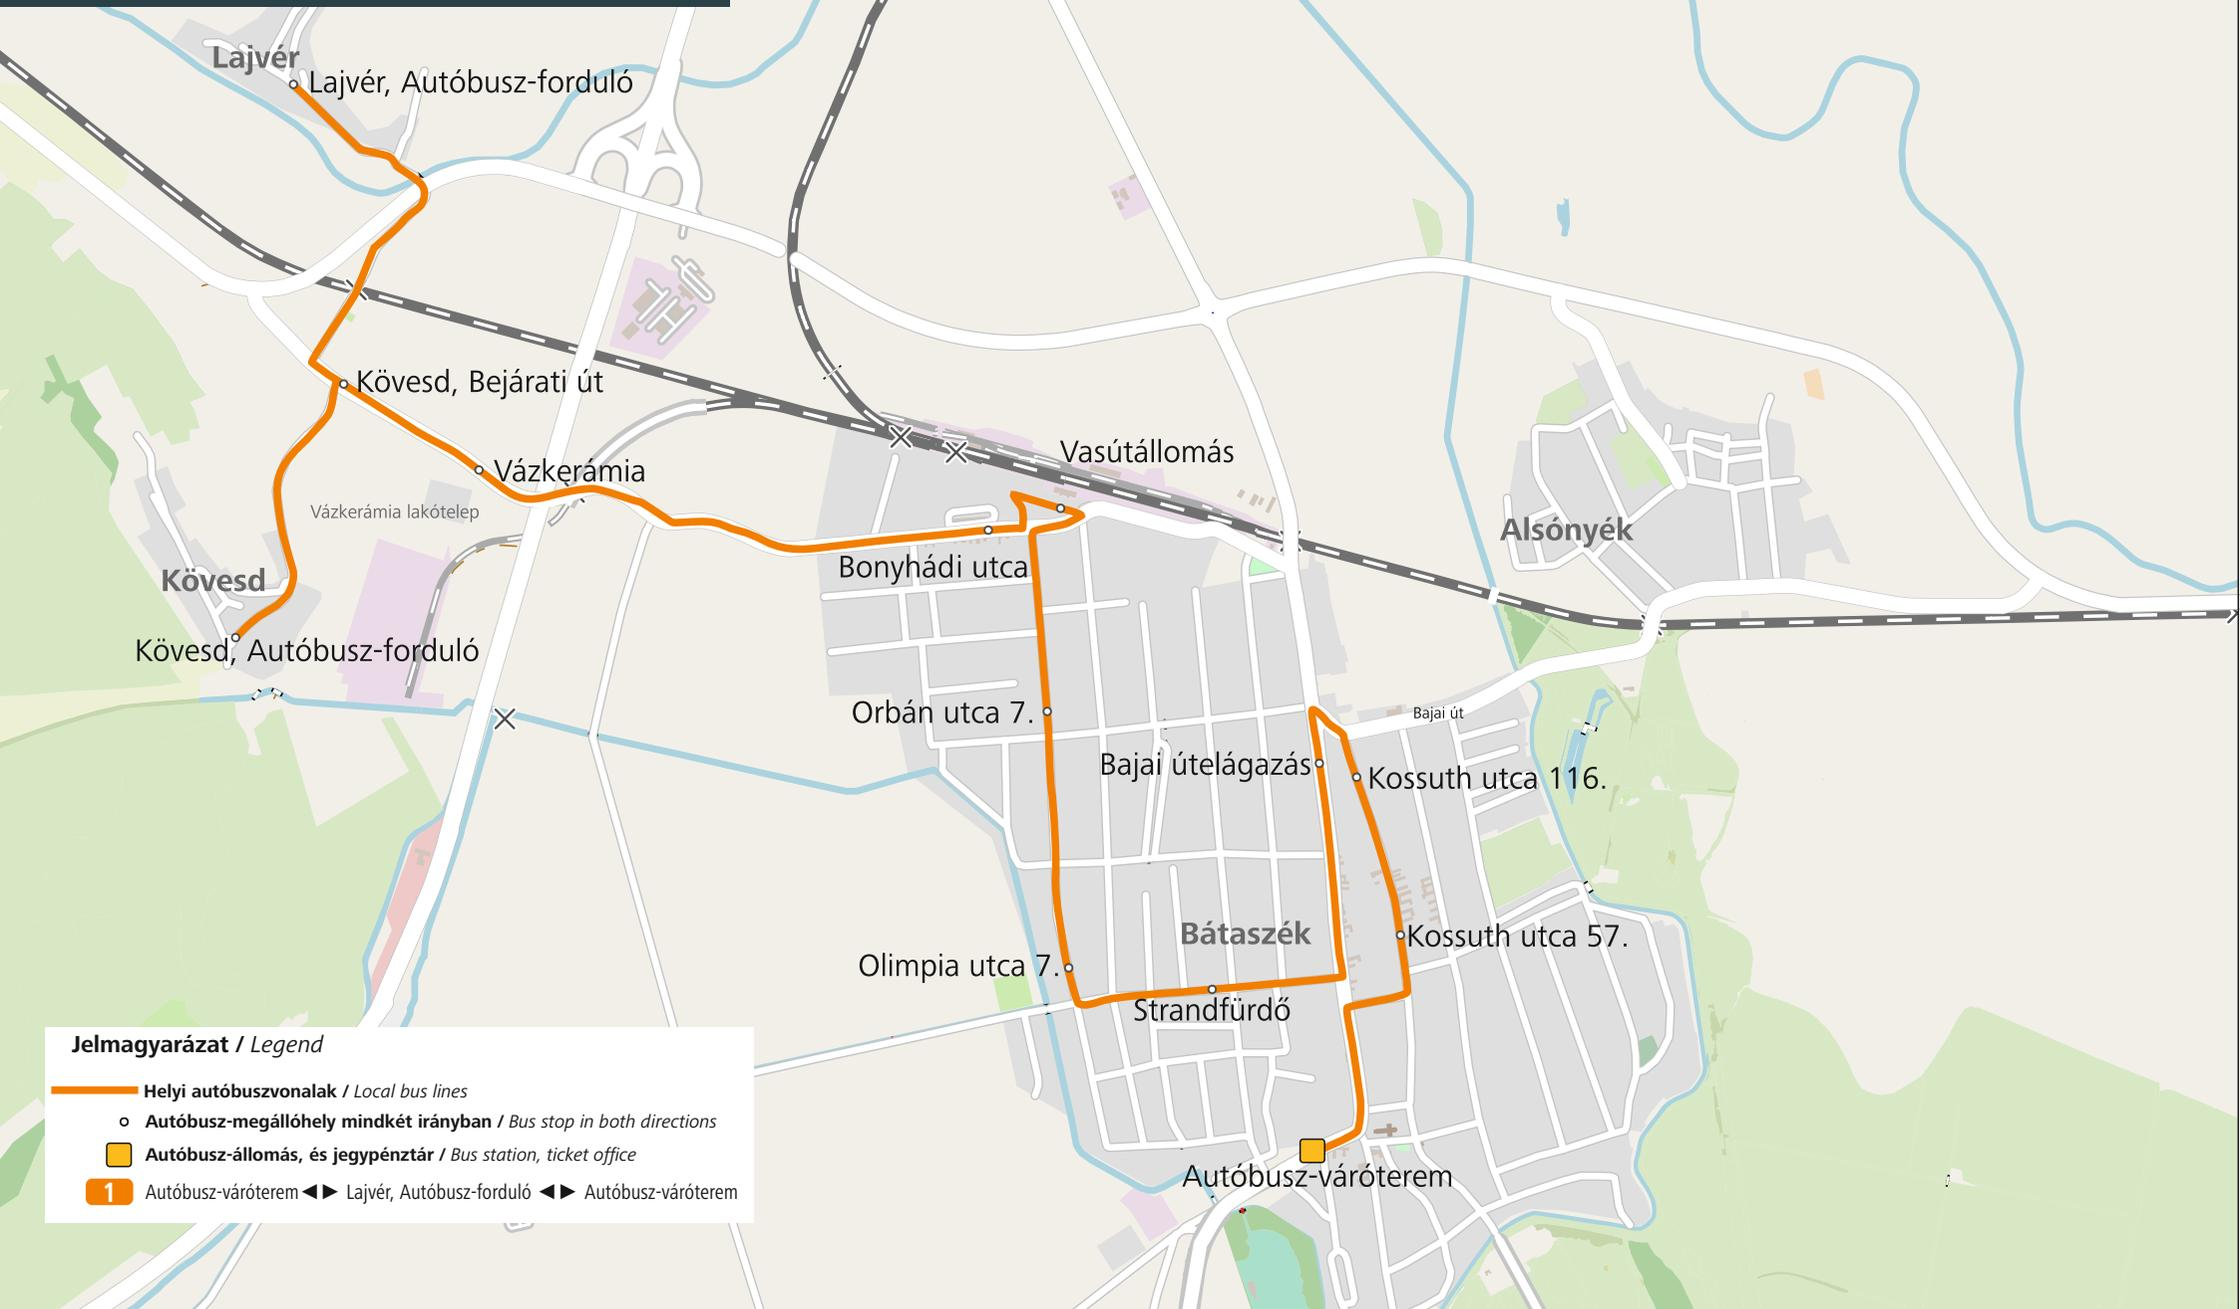 Lajvér
Lajvér, Autóbusz-forduló
Kövesd, Bejárati út
Vasútállomás
Vázkerámia
Vázkerámia lakótelep
Alsónyék
Bonyhádi utca
Kövesd
Kövesd, Autóbusz-forduló
Orbán utca 7.
Bajai út
Bajai útelágazás
Kossuth utca 116.
Bátaszék
Kossuth utca 57.
Olimpia utca 7.
Strandfürdő
Autóbusz-váróterem
Jelmagyarázat / Legend
Helyi autóbuszvonalak / Local bus lines
Autóbusz-megállóhely mindkét irányban / Bus stop in both directions
Autóbusz-állomás, és jegypénztár / Bus station, ticket office
1 Autóbusz-váróterem ◄► Lajvér, Autóbusz-forduló ◄► Autóbusz-váróterem